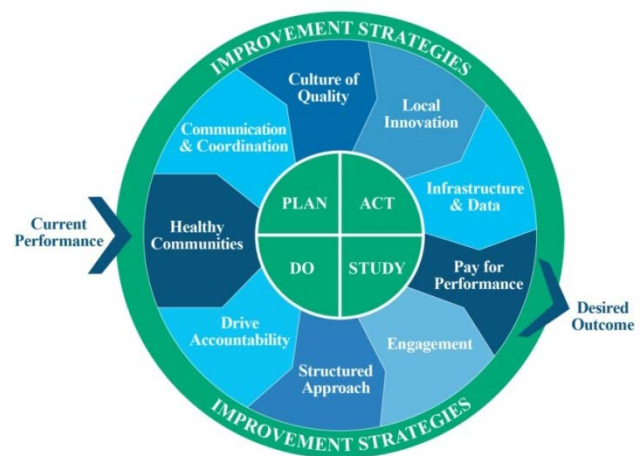 IMPROVEMENT STRATEGIES
Culture of
Quality
Local
Innovation
Communication
& Coordination
Infrastructure
& Data
PLAN
ACT
Current
Performance
Healthy
Communities
DO
STUDY
Pay for
Performance
Desired
Outcome
Drive
Accountability
Engagement
Structured
Approach
IMPROVEMENT STRATEGIES